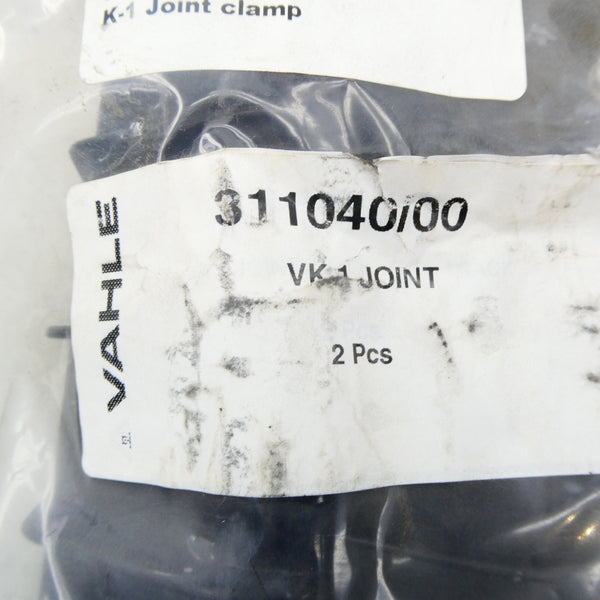 K-1 Joint clamp
311040/00
VK-1 JOINT
2 Pcs
VAHLE